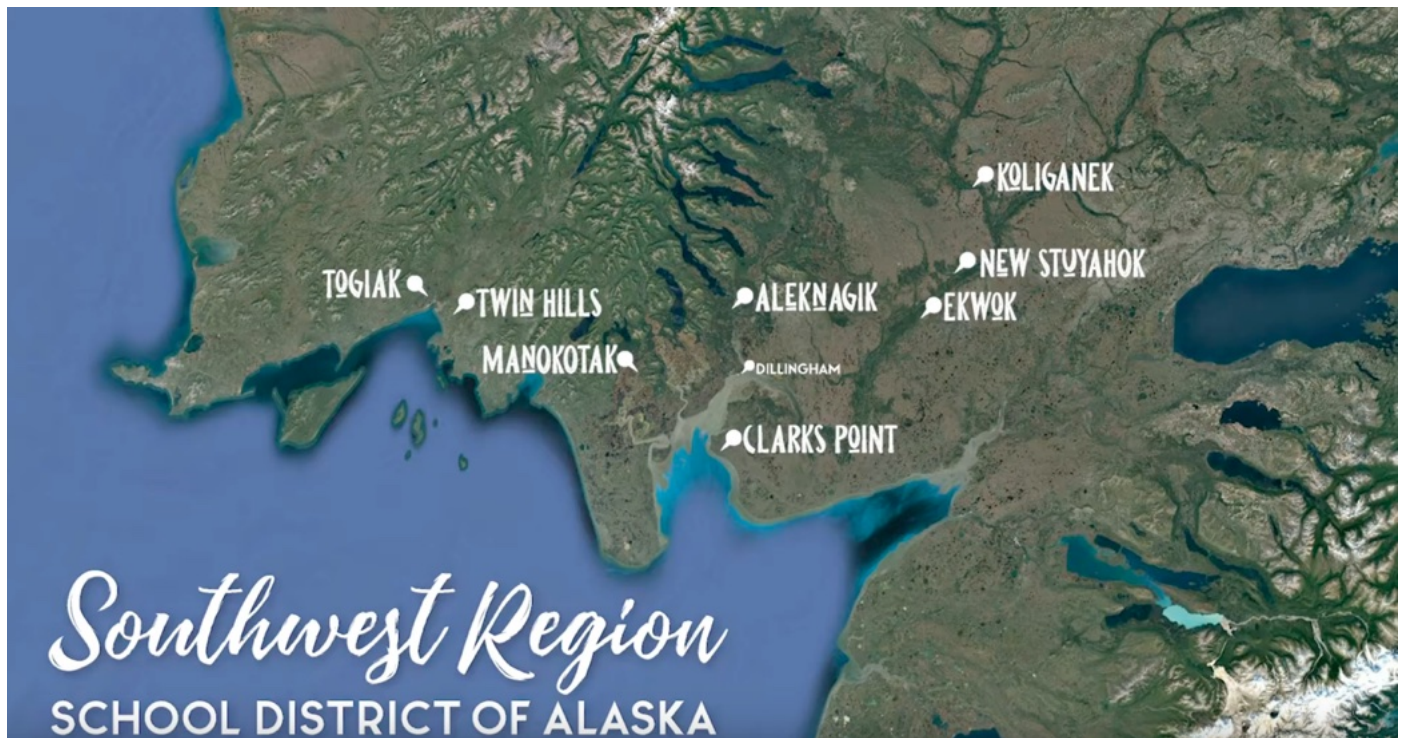 KOLIGANEK
NEW STUYAHOK
TOGIAK
TWIN HILLS
ALEKNAGIK
EKWOK
MANOKOTAK
DILLINGHAM
CLARKS POINT
Southwest Region
SCHOOL DISTRICT OF ALASKA